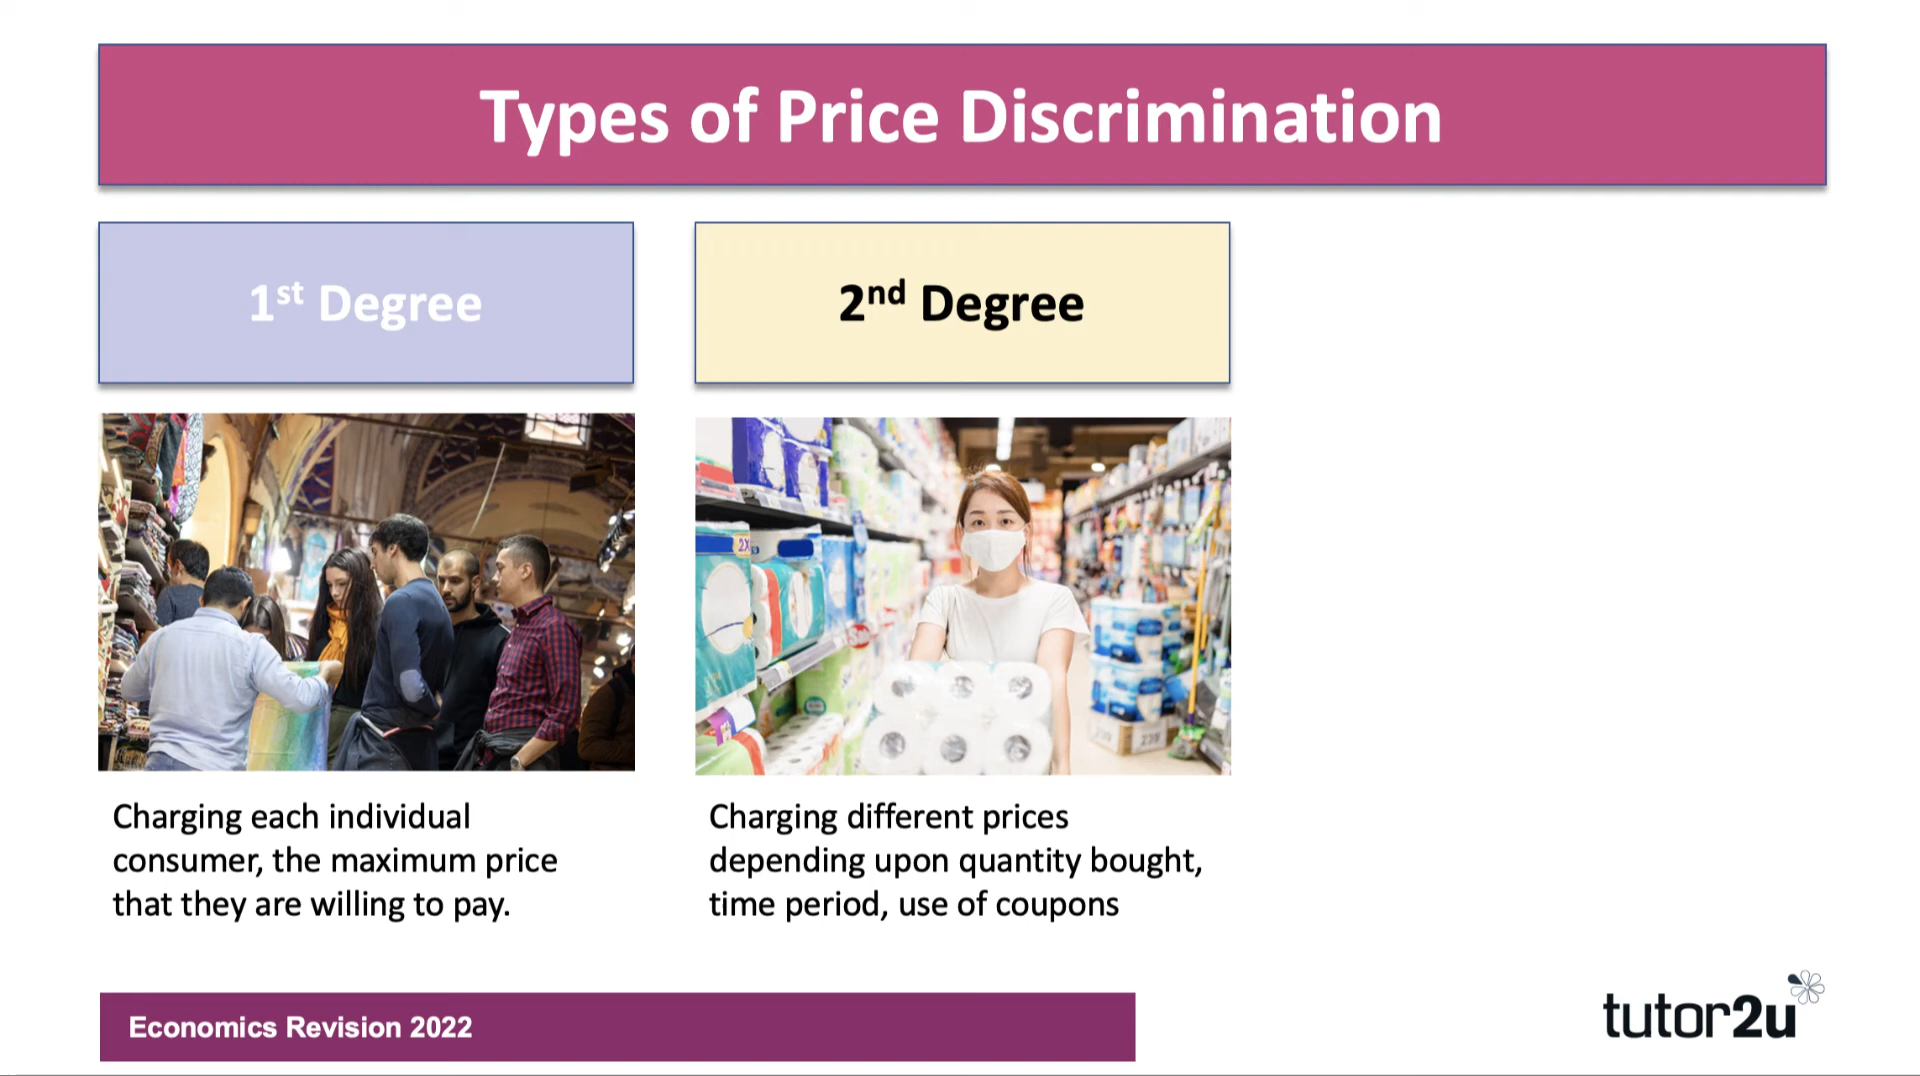 Types of Price Discrimination
1st Degree
2nd Degree
2X
Charging each individual
consumer, the maximum price
that they are willing to pay.
Charging different prices
depending upon quantity bought,
time period, use of coupons
Economics Revision 2022
tutor2u